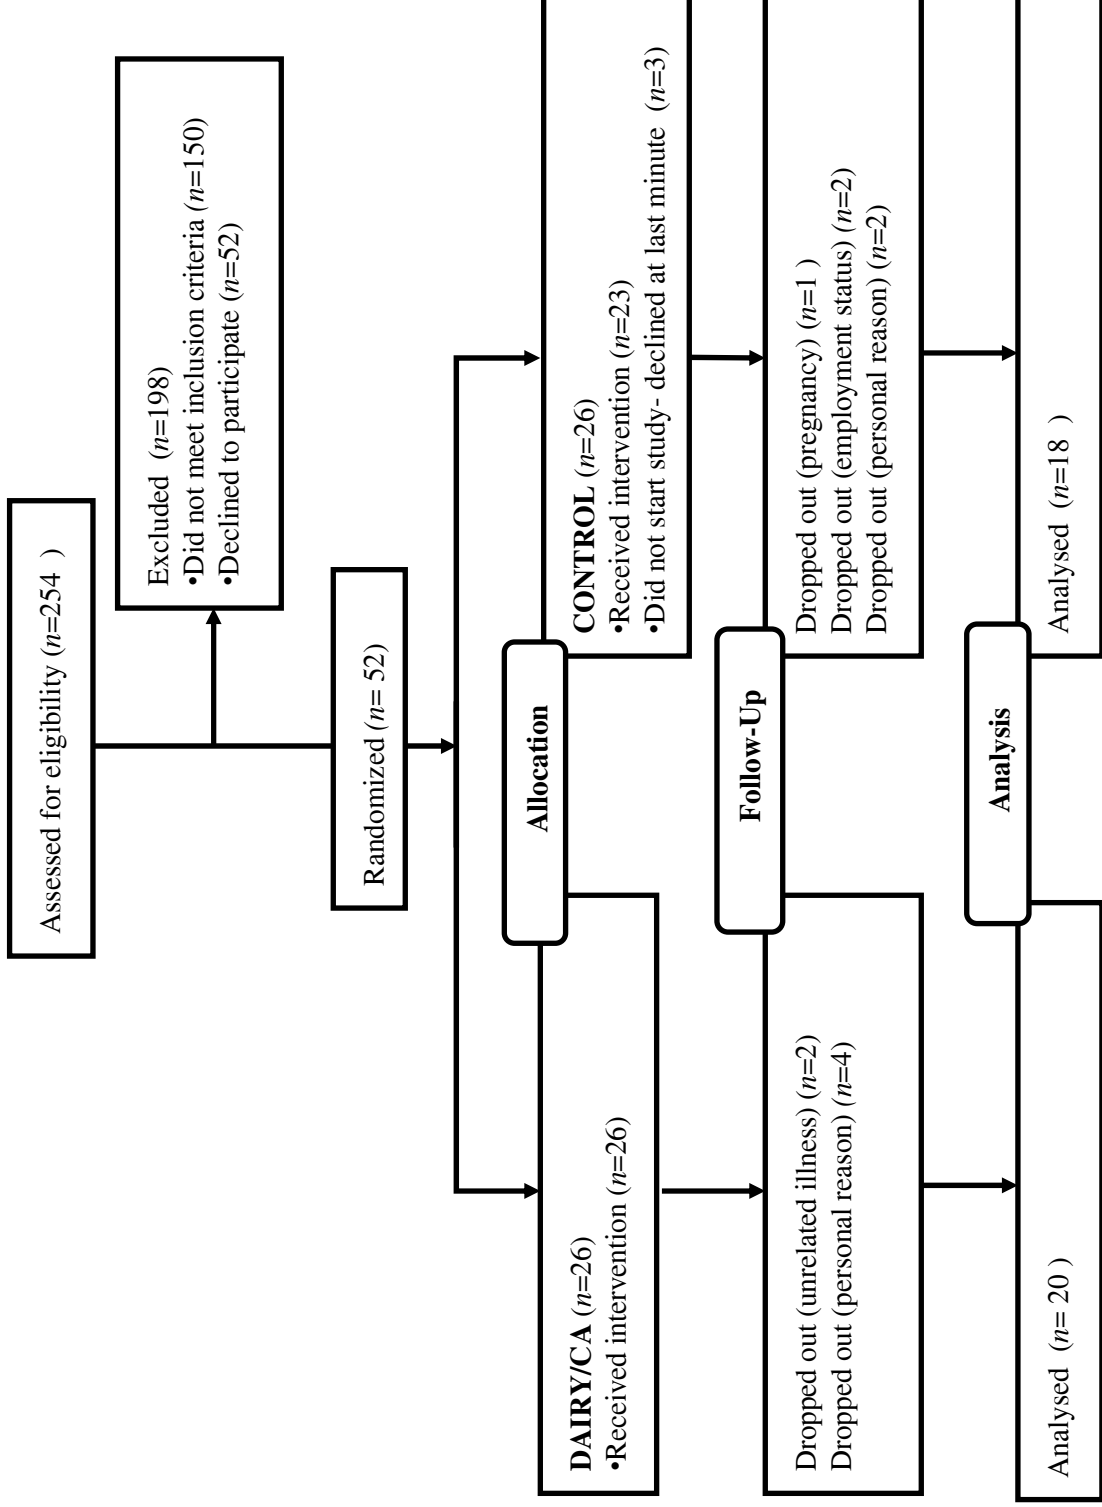 Assessed for eligibility (n=254 )
Excluded (n=198)
•Did not meet inclusion criteria (n=150)
•Declined to participate (n=52)
Randomized (n= 52)
Allocation
DAIRY/CA (n=26)
•Received intervention (n=26)
CONTROL (n=26)
•Received intervention (n=23)
•Did not start study- declined at last minute (n=3)
Follow-Up
Dropped out (unrelated illness) (n=2)
Dropped out (personal reason) (n=4)
Dropped out (pregnancy) (n=1 )
Dropped out (employment status) (n=2)
Dropped out (personal reason) (n=2)
Analysis
Analysed (n= 20 )
Analysed (n=18 )